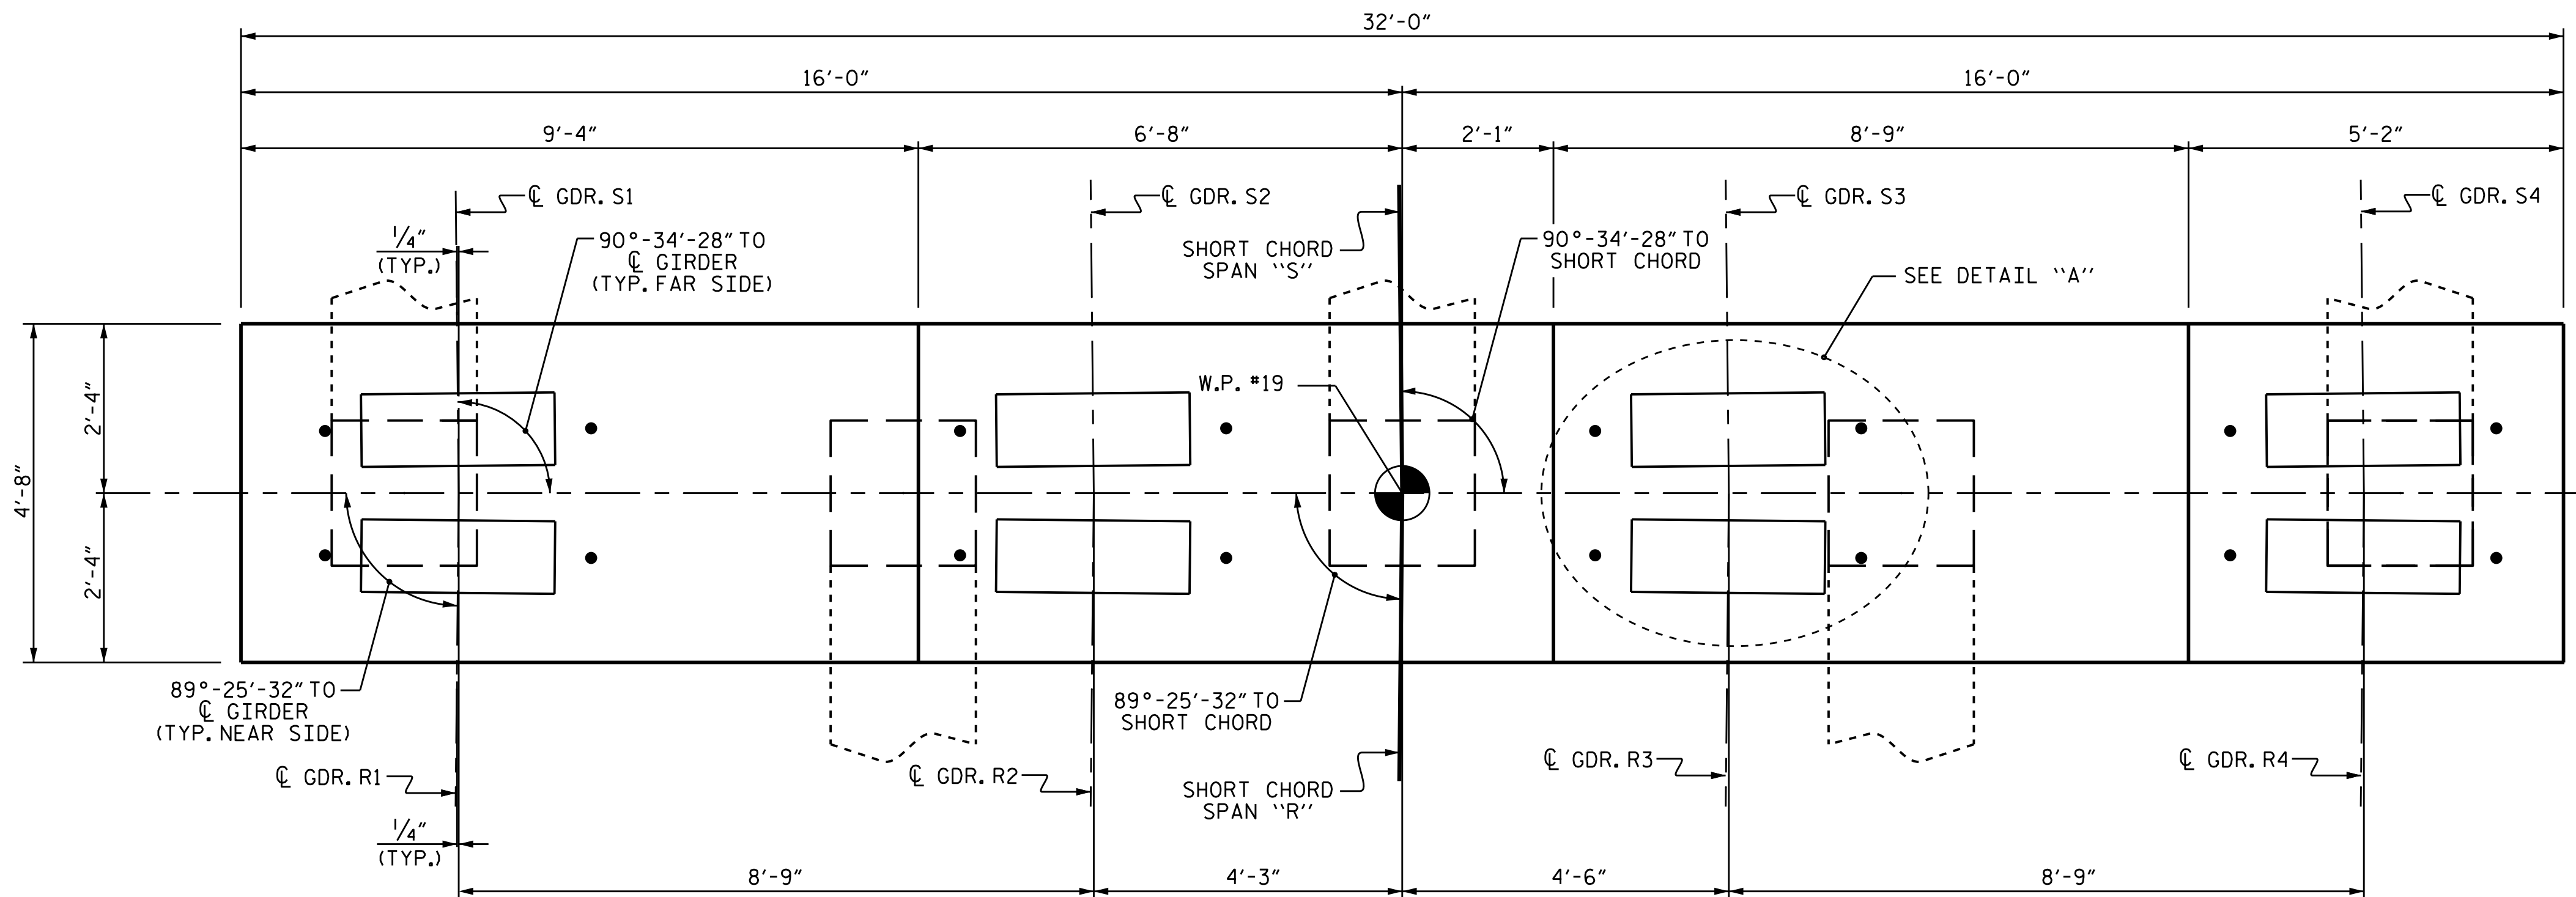 32'-0"
16'-0"
16'-0"
9'-4"
6'-8"
2'-1"
8'-9"
5'-2"
℄ GDR. S1
℄ GDR. S2
℄ GDR. S3
℄ GDR. S4
1/4"
(TYP.)
90°-34'-28" TO
℄ GIRDER
(TYP. FAR SIDE)
SHORT CHORD
SPAN "S"
90°-34'-28" TO
SHORT CHORD
SEE DETAIL "A"
W.P. #19
2'-4"
4'-8"
2'-4"
89°-25'-32" TO
℄ GIRDER
(TYP. NEAR SIDE)
89°-25'-32" TO
SHORT CHORD
℄ GDR. R1
℄ GDR. R2
℄ GDR. R3
℄ GDR. R4
SHORT CHORD
SPAN "R"
1/4"
(TYP.)
8'-9"
4'-3"
4'-6"
8'-9"